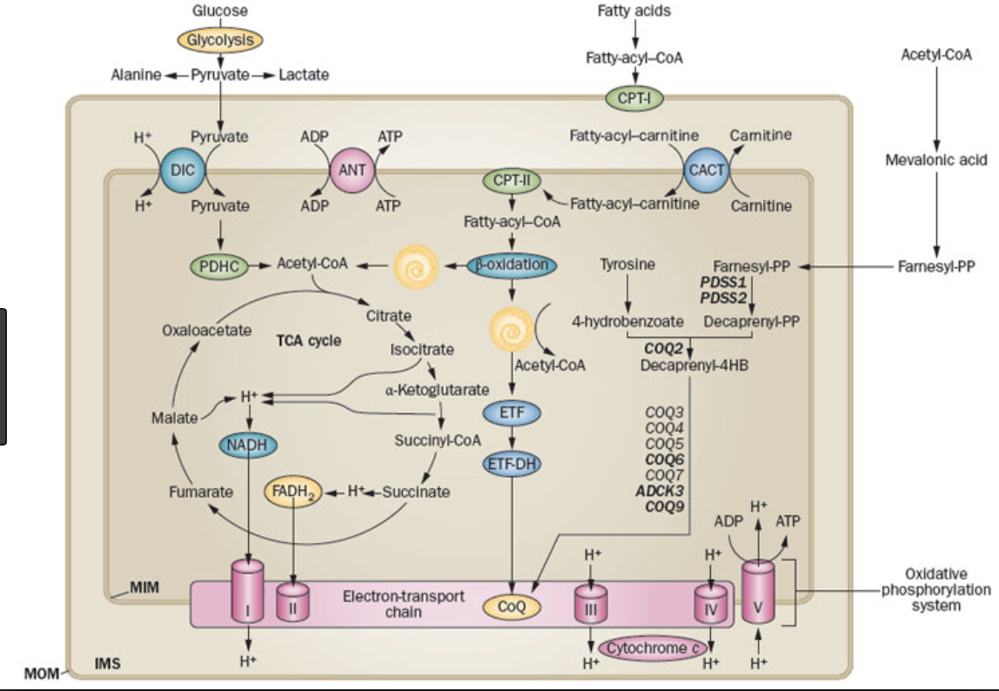 Glucose
Glycolysis
Alanine
Pyruvate
Lactate
Fatty acids
Fatty-acyl–CoA
CPT-I
Acetyl-CoA
Mevalonic acid
Farnesyl-PP
H⁺
Pyruvate
DIC
H⁺
Pyruvate
ADP
ATP
ANT
ADP
ATP
Fatty-acyl–carnitine
Carnitine
CACT
Fatty-acyl–carnitine
Carnitine
CPT-II
Fatty-acyl–CoA
β-oxidation
PDHC
Acetyl-CoA
Tyrosine
Farnesyl-PP
PDSS1
PDSS2
4-hydrobenzoate
Decaprenyl-PP
COQ2
Decaprenyl-4HB
Citrate
Oxaloacetate
TCA cycle
Isocitrate
Acetyl-CoA
α-Ketoglutarate
H⁺
Malate
Succinyl-CoA
NADH
ETF
ETF-DH
COQ3
COQ4
COQ5
COQ6
COQ7
ADCK3
COQ9
Fumarate
FADH₂
H⁺
Succinate
H⁺
ADP
ATP
H⁺
H⁺
MIM
I
II
Electron-transport
chain
CoQ
III
IV
V
Oxidative
phosphorylation
system
Cytochrome c
H⁺
H⁺
H⁺
H⁺
IMS
MOM